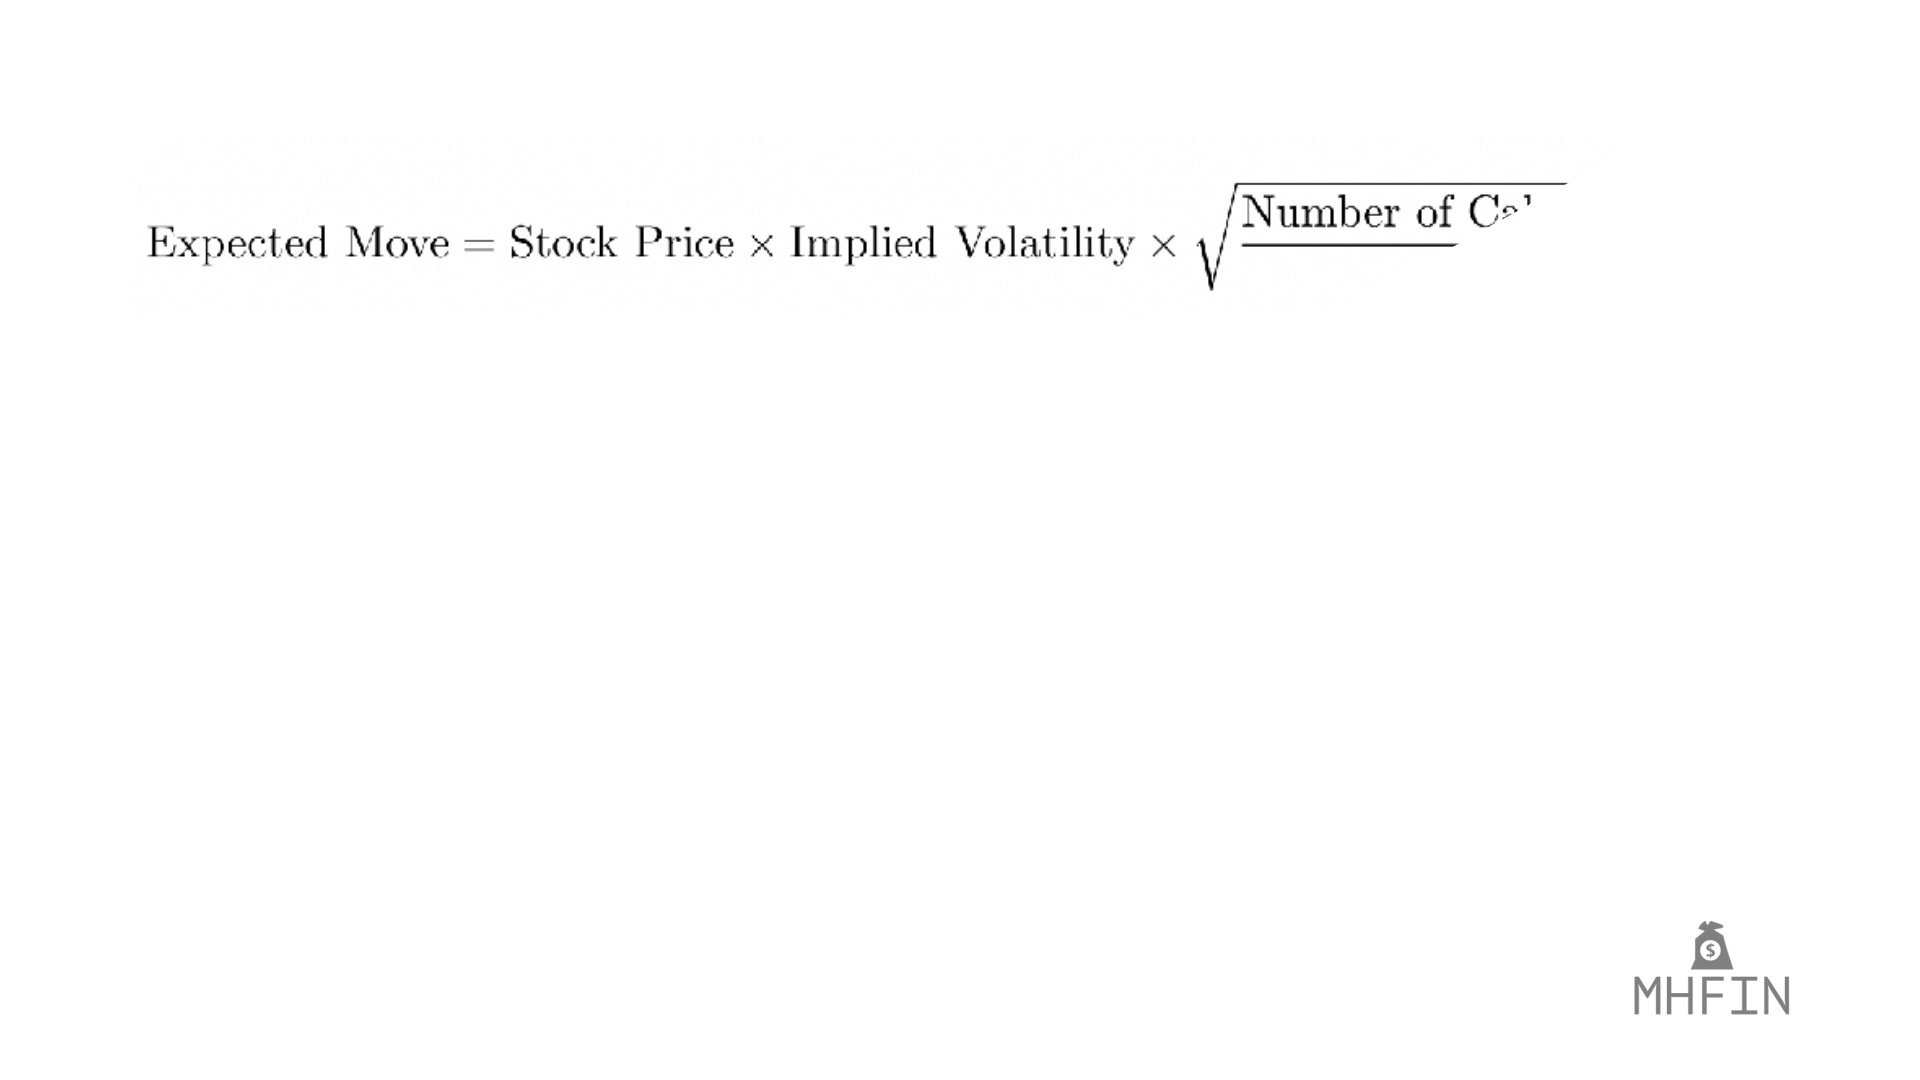 Expected Move = Stock Price × Implied Volatility × √ Number of
$
MHFIN